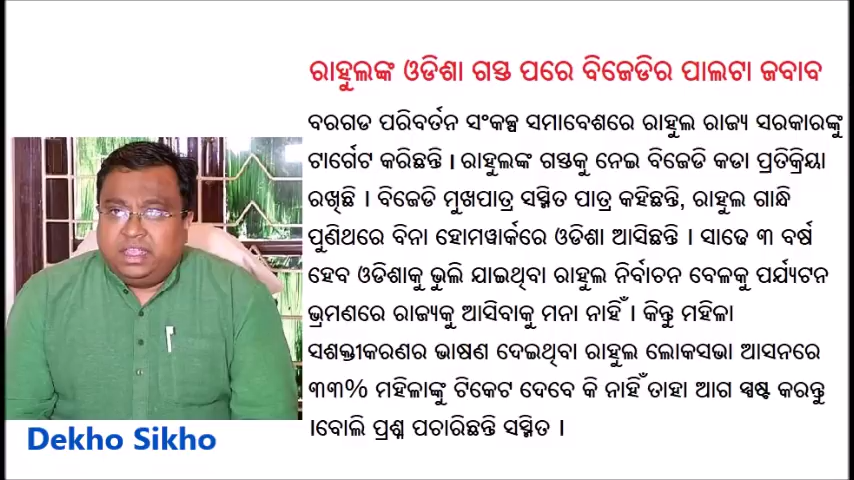 ରାହୁଲଙ୍କ ଓଡିଶା ଗସ୍ତ ପରେ ବିଜେଡିର ପାଲଟା ଜବାବ
ବରଗଡ ପରିବର୍ତନ ସଂକଳ୍ପ ସମାବେଶରେ ରାହୁଲ ରାଜ୍ୟ ସରକାରଙ୍କୁ
ଟାର୍ଗେଟ କରିଛନ୍ତି । ରାହୁଲଙ୍କ ଗସ୍ତକୁ ନେଇ ବିଜେଡି କଡା ପ୍ରତିକ୍ରିୟା
ରଖିଛି । ବିଜେଡି ମୁଖପାତ୍ର ସସ୍ମିତ ପାତ୍ର କହିଛନ୍ତି, ରାହୁଲ ଗାନ୍ଧି
ପୁଣିଥରେ ବିନା ହୋମୱାର୍କରେ ଓଡିଶା ଆସିଛନ୍ତି । ସାଢେ ୩ ବର୍ଷ
ହେବ ଓଡିଶାକୁ ଭୁଲି ଯାଇଥିବା ରାହୁଲ ନିର୍ବାଚନ ବେଳକୁ ପର୍ଯ୍ୟଟନ
ଭ୍ରମଣରେ ରାଜ୍ୟକୁ ଆସିବାକୁ ମନା ନାହିଁ । କିନ୍ତୁ ମହିଳା
ସଶକ୍ତୀକରଣର ଭାଷଣ ଦେଇଥିବା ରାହୁଲ ଲୋକସଭା ଆସନରେ
୩୩% ମହିଳାଙ୍କୁ ଟିକେଟ ଦେବେ କି ନାହିଁ ତାହା ଆଗ ସ୍ପଷ୍ଟ କରନ୍ତୁ
।ବୋଲି ପ୍ରଶ୍ନ ପଚାରିଛନ୍ତି ସସ୍ମିତ ।
Dekho Sikho